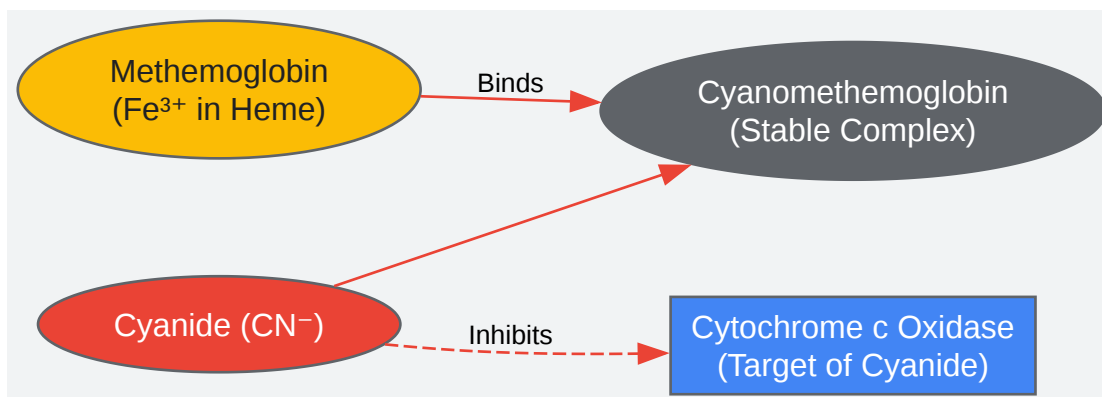 Methemoglobin
(Fe³⁺ in Heme)
Binds
Cyanomethemoglobin
(Stable Complex)
Cyanide (CN⁻)
Inhibits
Cytochrome c Oxidase
(Target of Cyanide)